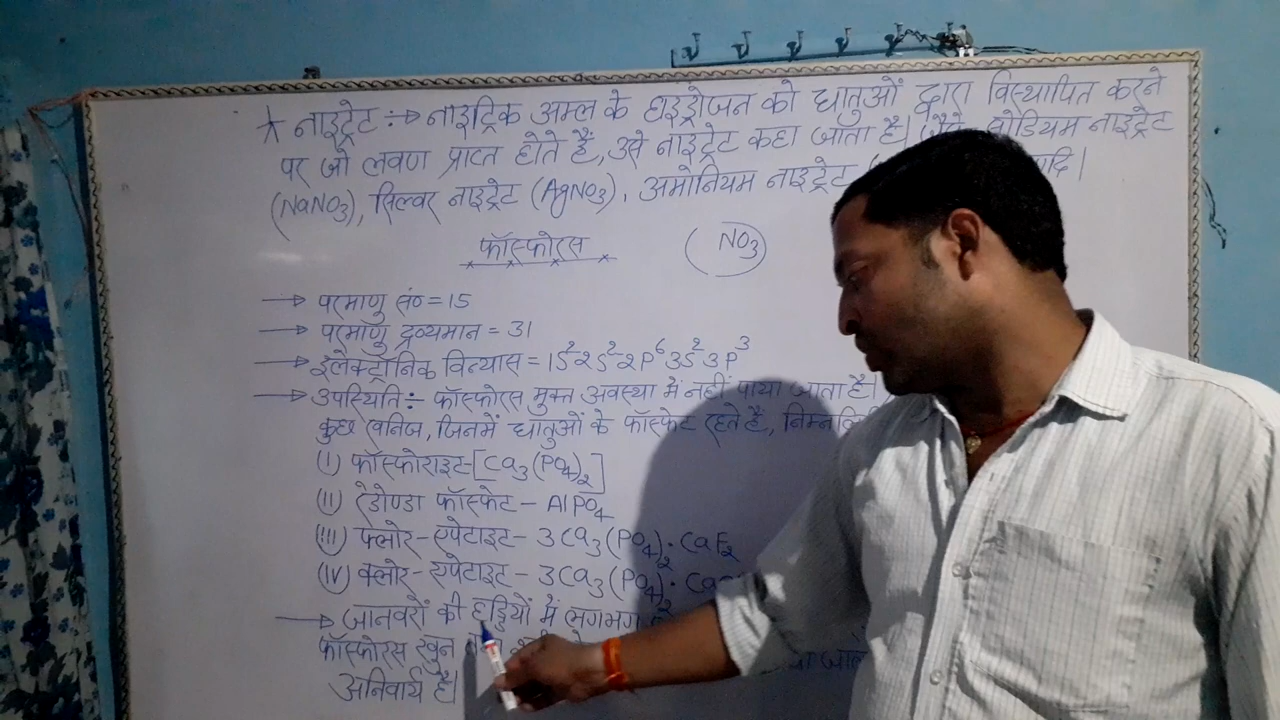 ★ नाइट्रेट :→ नाइट्रिक अम्ल के हाइड्रोजन को धातुओं द्वारा विस्थापित करने
पर जो लवण प्राप्त होते हैं, उसे नाइट्रेट कहा जाता है। जैसे सोडियम नाइट्रेट
(NaNO₃), सिल्वर नाइट्रेट (AgNO₃), अमोनियम नाइट्रेट
फॉस्फोरस
NO₃
→ परमाणु सं० = 15
→ परमाणु द्रव्यमान = 31
→ इलेक्ट्रॉनिक विन्यास = 1S² 2S² 2P⁶ 3S² 3P³
→ उपस्थिति :- फॉस्फोरस मुक्त अवस्था में नहीं पाया जाता है।
कुछ खनिज, जिनमें धातुओं के फॉस्फेट रहते है,
(i) फॉस्फोराइट - [Ca₃(PO₄)₂]
(ii) रेडोण्डा फॉस्फेट - AlPO₄
(iii) फ्लोर - एपेटाइट - 3Ca₃(PO₄)₂. CaF₂
(iv) क्लोर - एपेटाइट - 3Ca₃(PO₄)₂.
→ जानवरों की हड्डियों में लगभग
फॉस्फोरस खुन
अनिवार्य है।